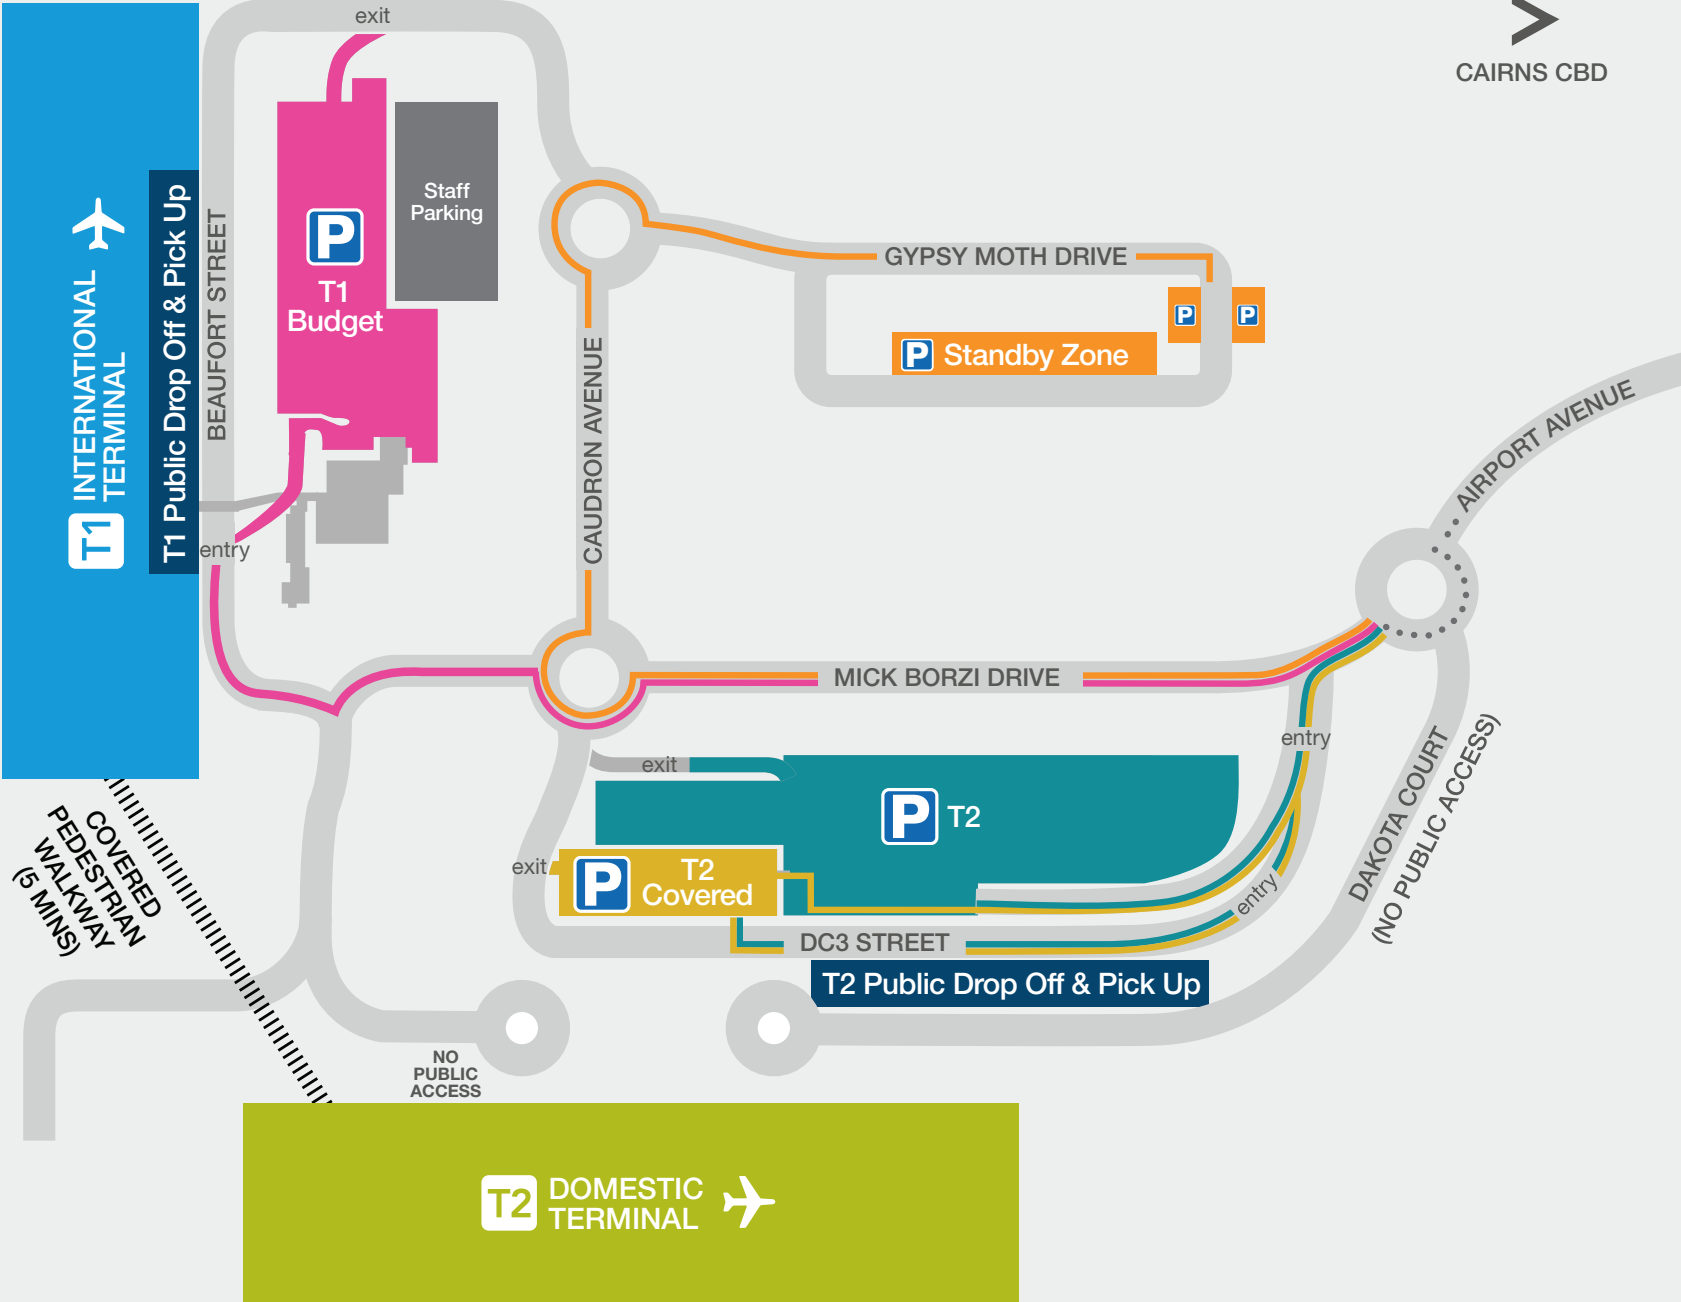 exit
CAIRNS CBD
Staff
Parking
P
T1
Budget
T1 INTERNATIONAL
TERMINAL
T1 Public Drop Off & Pick Up
BEAUFORT STREET
entry
GYPSY MOTH DRIVE
P
P
P Standby Zone
CAUDRON AVENUE
AIRPORT AVENUE
MICK BORZI DRIVE
entry
exit
P T2
DAKOTA COURT
(NO PUBLIC ACCESS)
exit
P T2
Covered
entry
DC3 STREET
T2 Public Drop Off & Pick Up
COVERED
PEDESTRIAN
WALKWAY
(5 MINS)
NO
PUBLIC
ACCESS
T2 DOMESTIC
TERMINAL